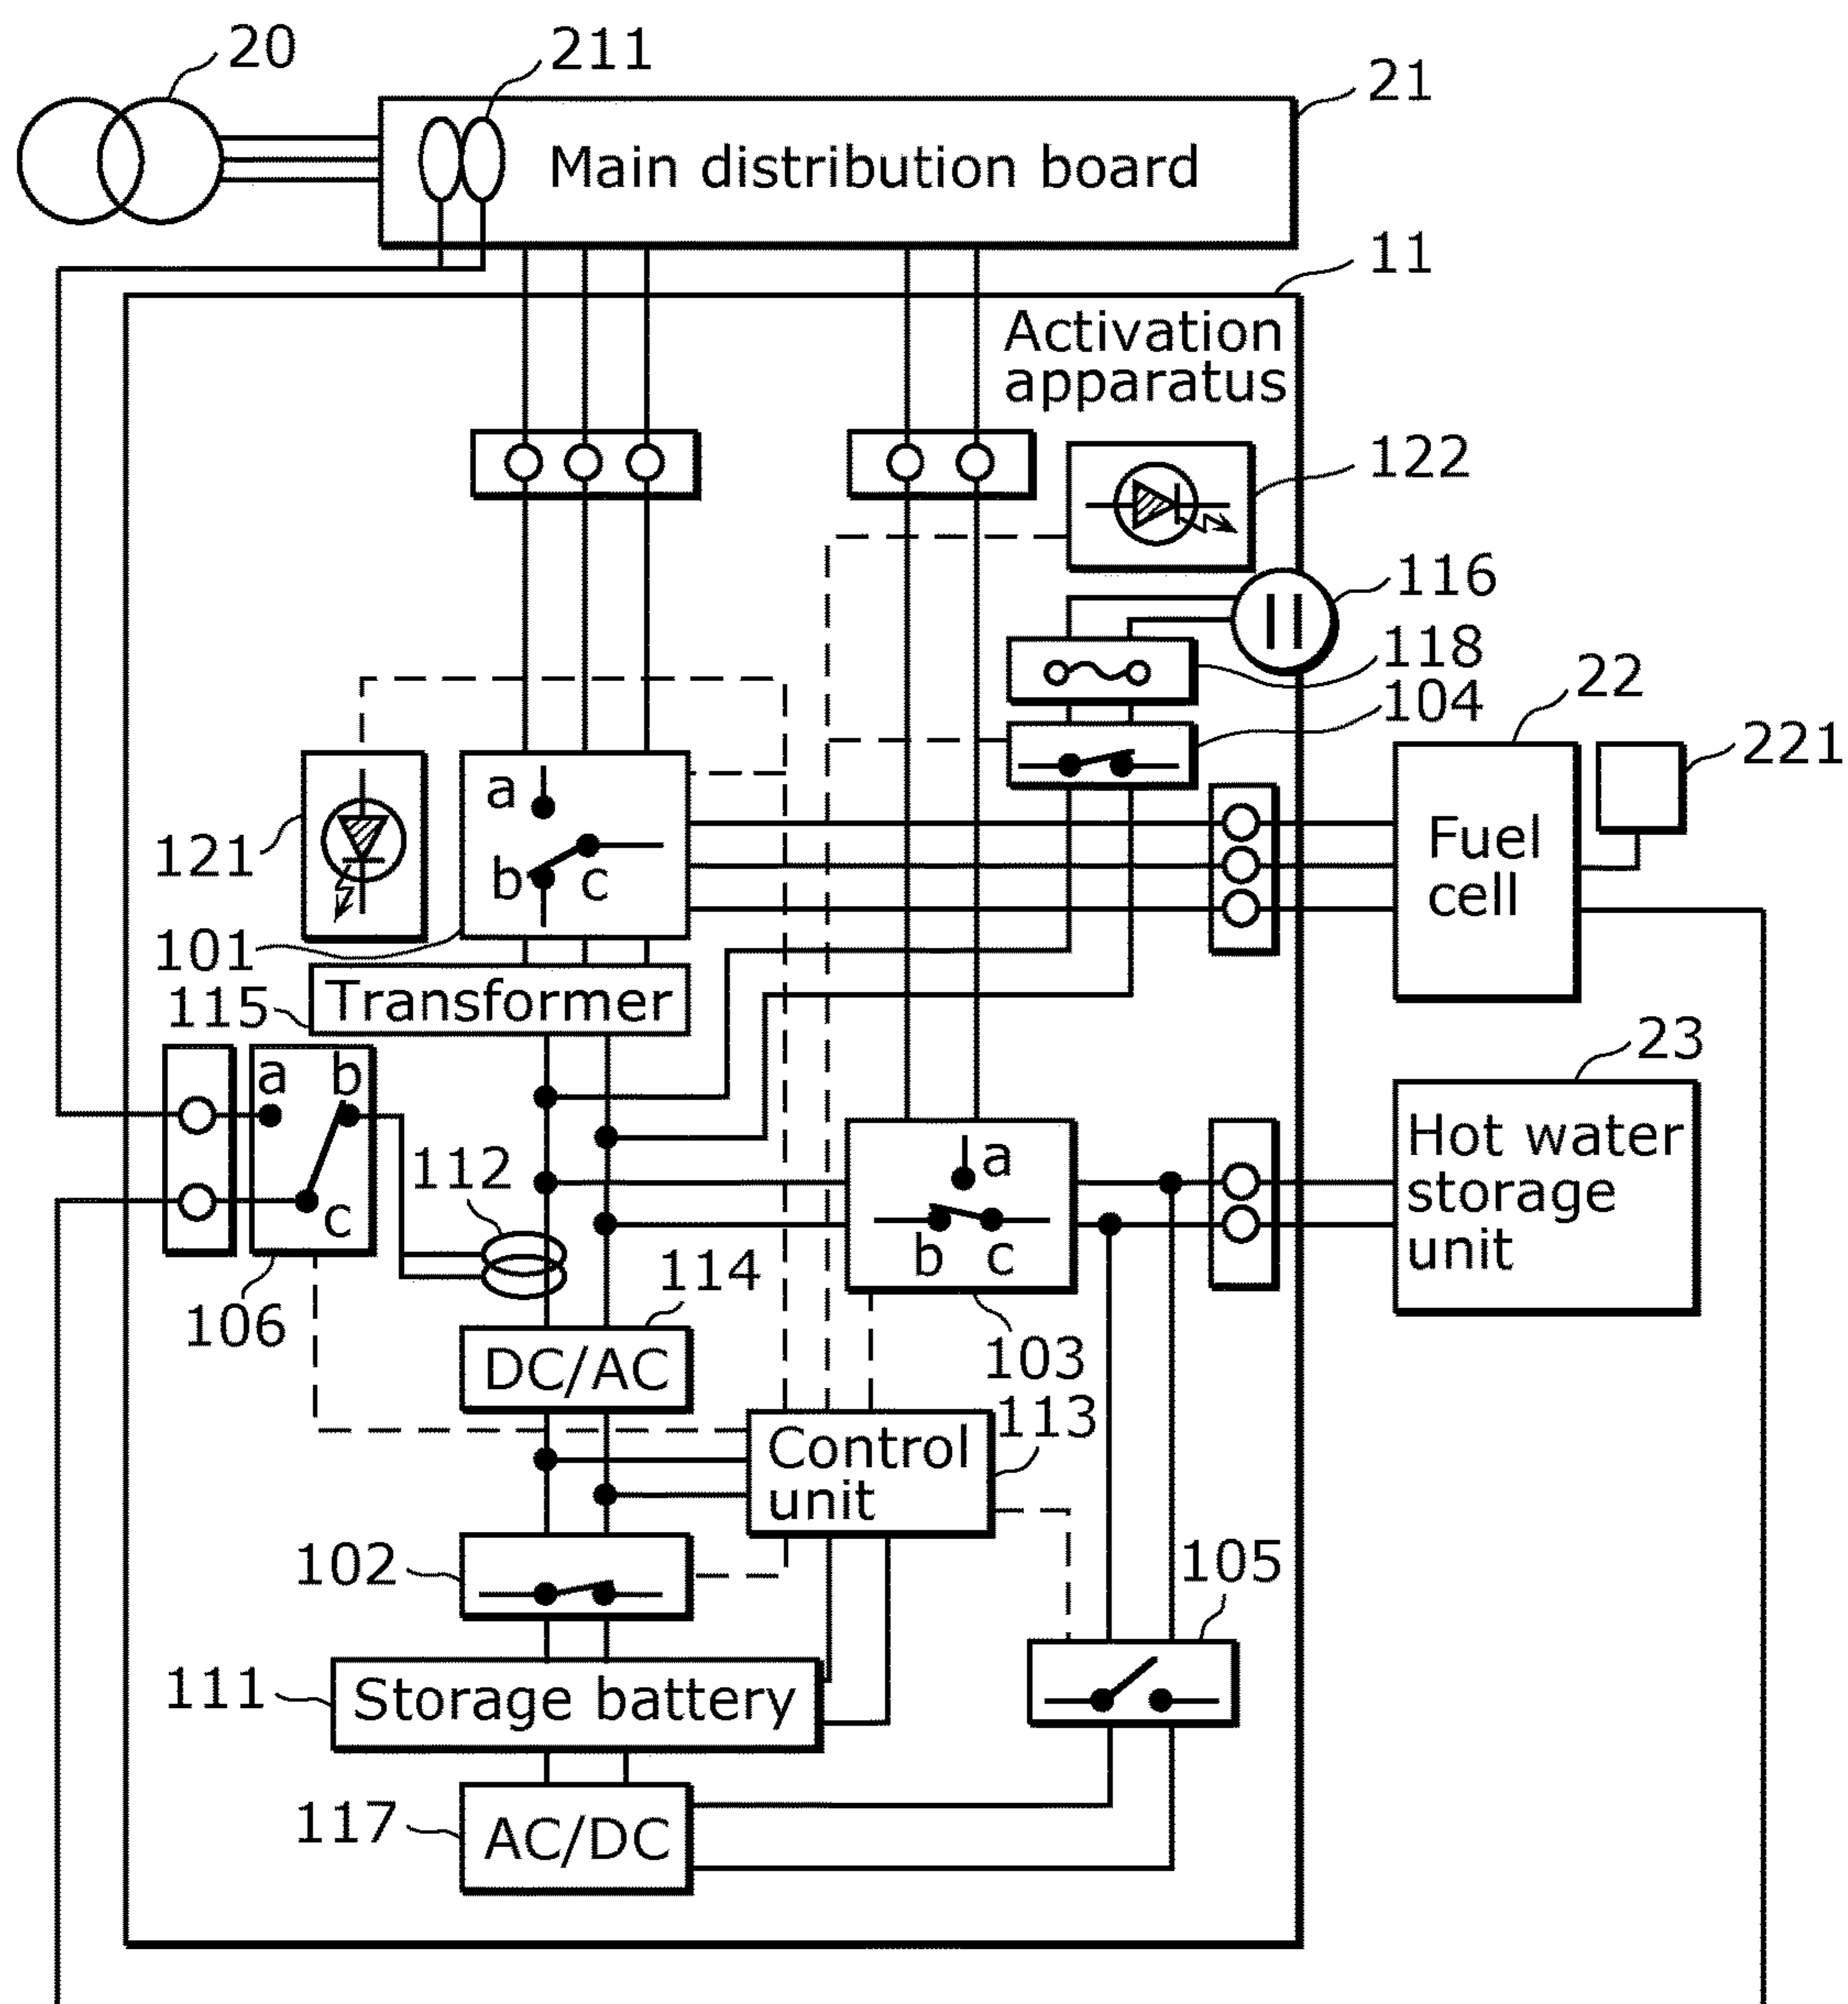 20
211
21
Main distribution board
11
Activation
apparatus
122
116
118
104
22
221
a
b
c
121
Fuel
cell
101
Transformer
115
23
a
b
c
112
a
b
c
Hot water
storage
unit
106
114
103
DC/AC
113
Control
unit
102
105
111
Storage battery
117
AC/DC